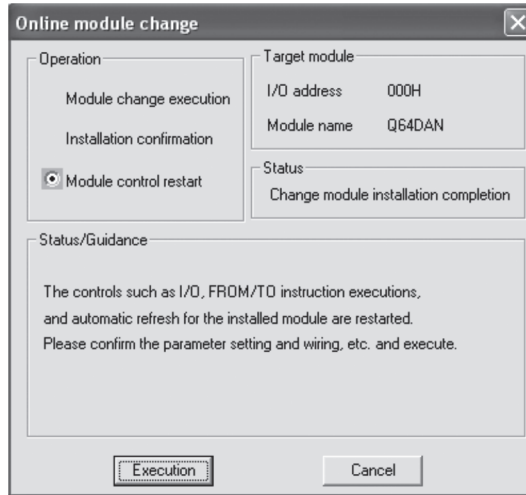 Online module change
Operation
Module change execution
Installation confirmation
Module control restart
Target module
I/O address 000H
Module name Q64DAN
Status
Change module installation completion
Status/Guidance
The controls such as I/O, FROM/TO instruction executions,
and automatic refresh for the installed module are restarted.
Please confirm the parameter setting and wiring, etc. and execute.
Execution Cancel